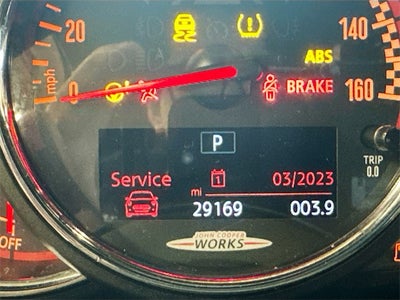 20
140
ABS
mph
0
BRAKE
160
P
TRIP
0.0
Service
1
03/2023
mi
29169
003.9
OFF
JOHN COOPER
WORKS